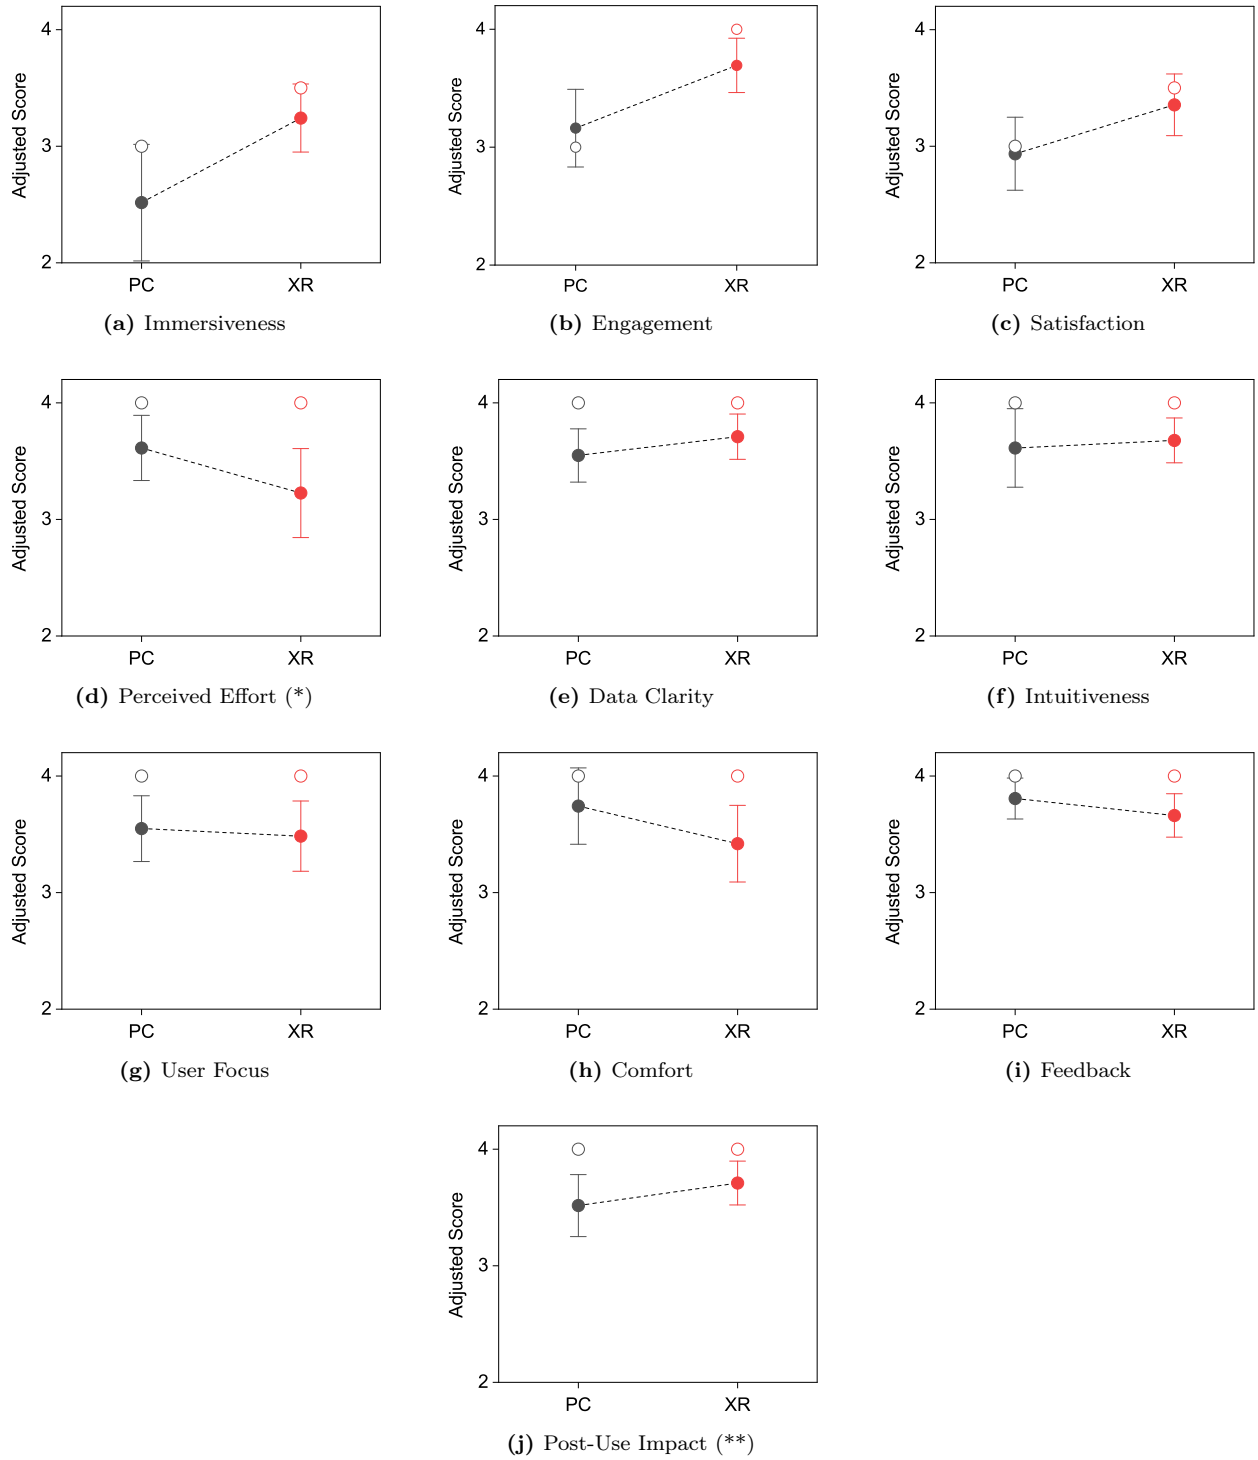 4
3
2
Adjusted Score
PC XR
(a) Immersiveness
4
3
2
Adjusted Score
PC XR
(b) Engagement
4
3
2
Adjusted Score
PC XR
(c) Satisfaction
4
3
2
Adjusted Score
PC XR
(d) Perceived Effort (*)
4
3
2
Adjusted Score
PC XR
(e) Data Clarity
4
3
2
Adjusted Score
PC XR
(f) Intuitiveness
4
3
2
Adjusted Score
PC XR
(g) User Focus
4
3
2
Adjusted Score
PC XR
(h) Comfort
4
3
2
Adjusted Score
PC XR
(i) Feedback
4
3
2
Adjusted Score
PC XR
(j) Post-Use Impact (**)